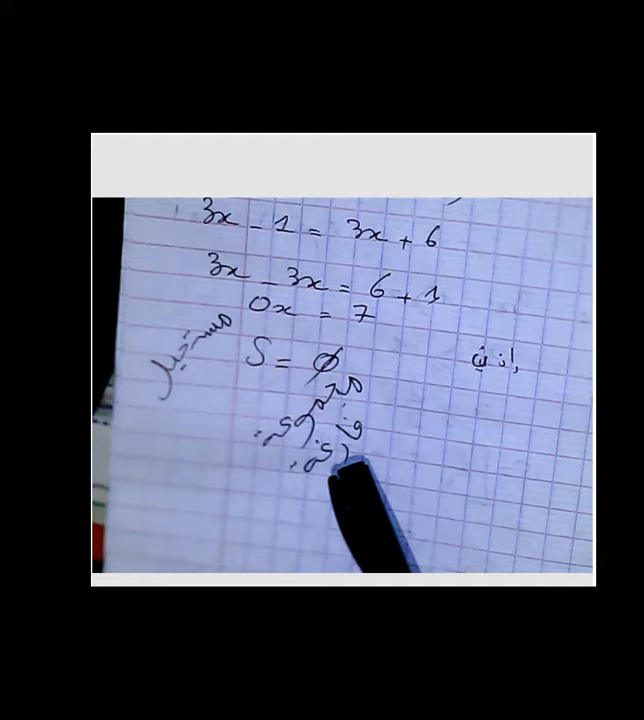 3x - 1 = 3x + 6
3x - 3x = 6 + 1
0x = 7
مستحيل
إذن
S = ∅